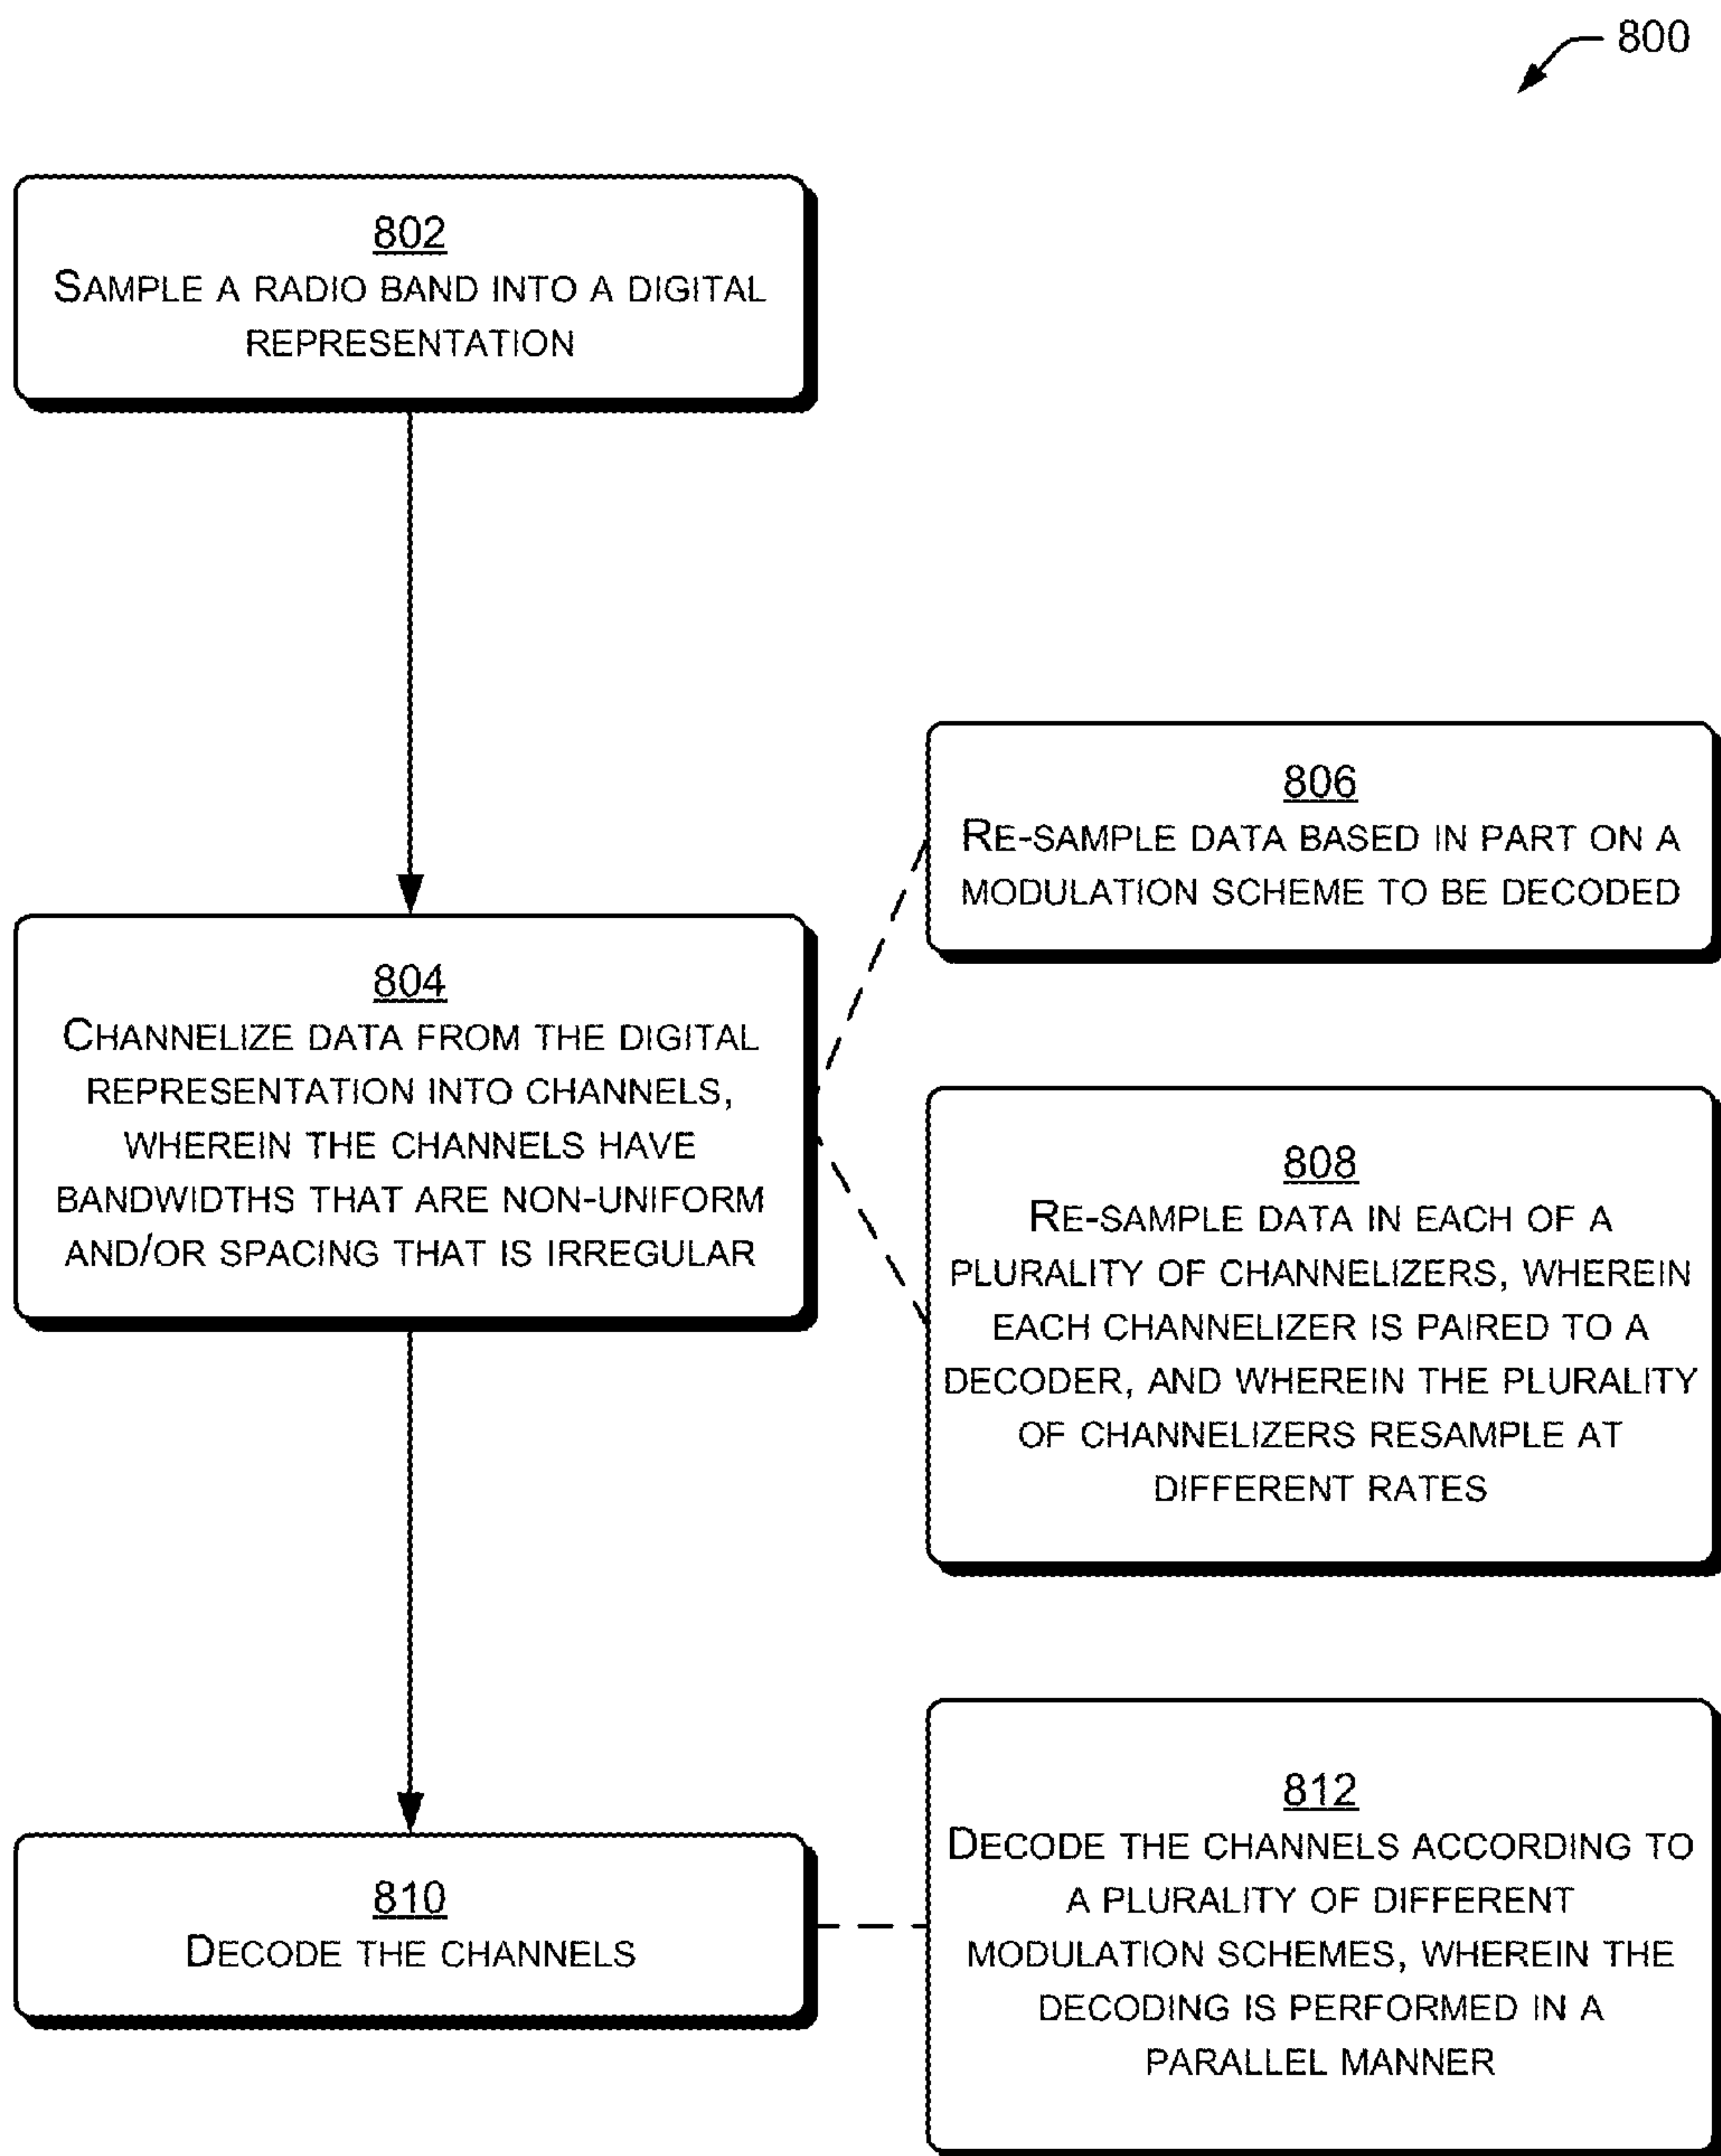 800
802
SAMPLE A RADIO BAND INTO A DIGITAL
REPRESENTATION
804
CHANNELIZE DATA FROM THE DIGITAL
REPRESENTATION INTO CHANNELS,
WHEREIN THE CHANNELS HAVE
BANDWIDTHS THAT ARE NON-UNIFORM
AND/OR SPACING THAT IS IRREGULAR
806
RE-SAMPLE DATA BASED IN PART ON A
MODULATION SCHEME TO BE DECODED
808
RE-SAMPLE DATA IN EACH OF A
PLURALITY OF CHANNELIZERS, WHEREIN
EACH CHANNELIZER IS PAIRED TO A
DECODER, AND WHEREIN THE PLURALITY
OF CHANNELIZERS RESAMPLE AT
DIFFERENT RATES
810
DECODE THE CHANNELS
812
DECODE THE CHANNELS ACCORDING TO
A PLURALITY OF DIFFERENT
MODULATION SCHEMES, WHEREIN THE
DECODING IS PERFORMED IN A
PARALLEL MANNER